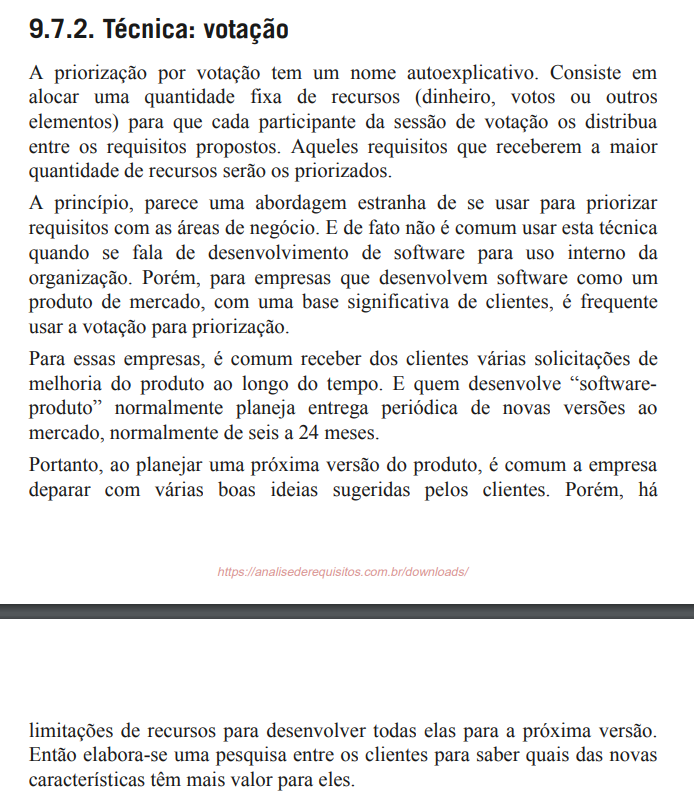 9.7.2. Técnica: votação
A priorização por votação tem um nome autoexplicativo. Consiste em
alocar uma quantidade fixa de recursos (dinheiro, votos ou outros
elementos) para que cada participante da sessão de votação os distribua
entre os requisitos propostos. Aqueles requisitos que receberem a maior
quantidade de recursos serão os priorizados.
A princípio, parece uma abordagem estranha de se usar para priorizar
requisitos com as áreas de negócio. E de fato não é comum usar esta técnica
quando se fala de desenvolvimento de software para uso interno da
organização. Porém, para empresas que desenvolvem software como um
produto de mercado, com uma base significativa de clientes, é frequente
usar a votação para priorização.
Para essas empresas, é comum receber dos clientes várias solicitações de
melhoria do produto ao longo do tempo. E quem desenvolve “software-
produto” normalmente planeja entrega periódica de novas versões ao
mercado, normalmente de seis a 24 meses.
Portanto, ao planejar uma próxima versão do produto, é comum a empresa
deparar com várias boas ideias sugeridas pelos clientes. Porém, há
https://analisederequisitos.com.br/downloads/
limitações de recursos para desenvolver todas elas para a próxima versão.
Então elabora-se uma pesquisa entre os clientes para saber quais das novas
características têm mais valor para eles.